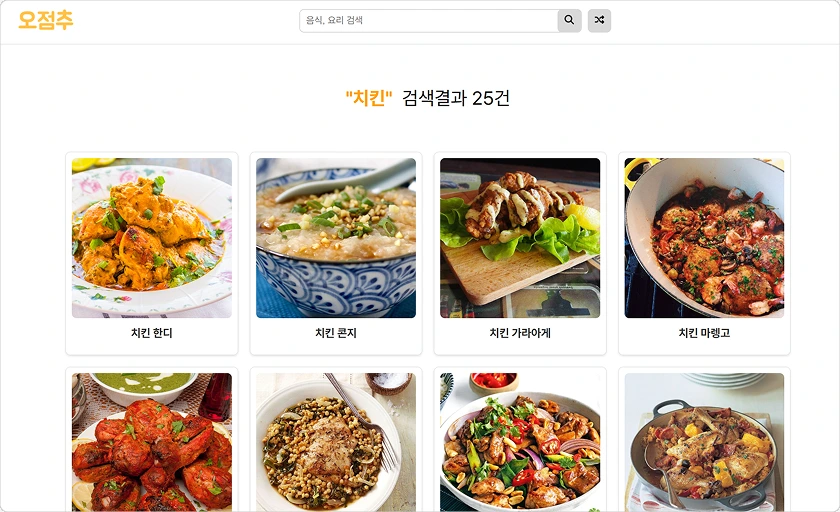 오점추
음식, 요리 검색
"치킨" 검색결과 25건
치킨 한디
치킨 콘지
치킨 가라아게
치킨 마렝고